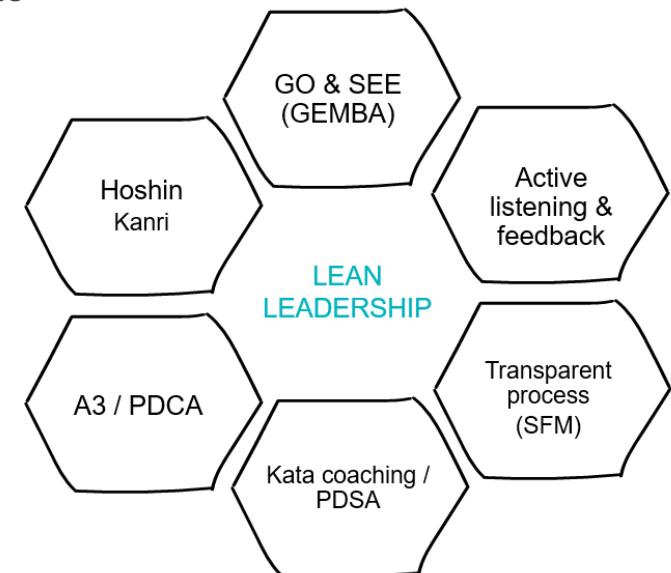 GO & SEE
(GEMBA)
Active
listening &
feedback
Hoshin
Kanri
LEAN
LEADERSHIP
Transparent
process
(SFM)
A3 / PDCA
Kata coaching /
PDSA